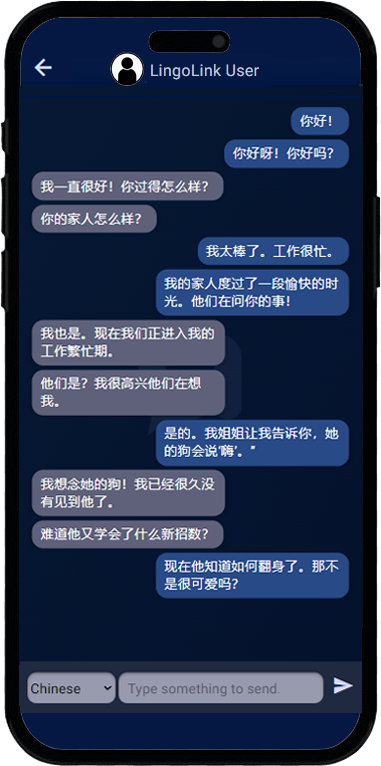 LingoLink User
你好！
你好呀！你好吗？
我一直很好！你过得怎么样？
你的家人怎么样？
我太棒了。工作很忙。
我的家人度过了一段愉快的时
光。他们在问你的事！
我也是。现在我们正进入我的
工作繁忙期。
他们是？我很高兴他们在想
我。
是的。我姐姐让我告诉你，她
的狗会说‘嗨’。”
我想念她的狗！我已经很久没
有见到他了。
难道他又学会了什么新招数？
现在他知道如何翻身了。那不
是很可爱吗？
Chinese
Type something to send.